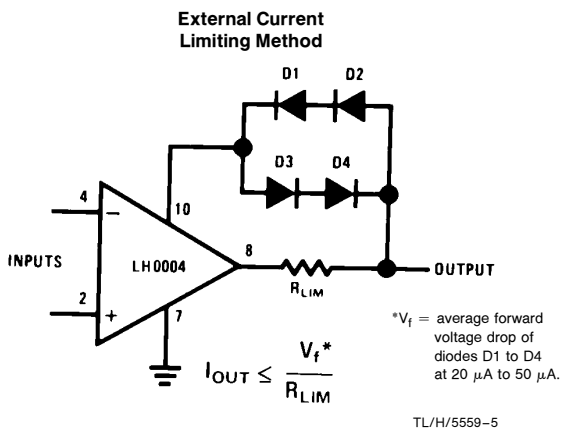 External Current
Limiting Method
D1 D2
D3 D4
4
10
−
INPUTS
LH0004
8
RLIM
OUTPUT
2
+
7
IOUT ≤ Vf* / RLIM
*Vf = average forward
voltage drop of
diodes D1 to D4
at 20 μA to 50 μA.
TL/H/5559–5